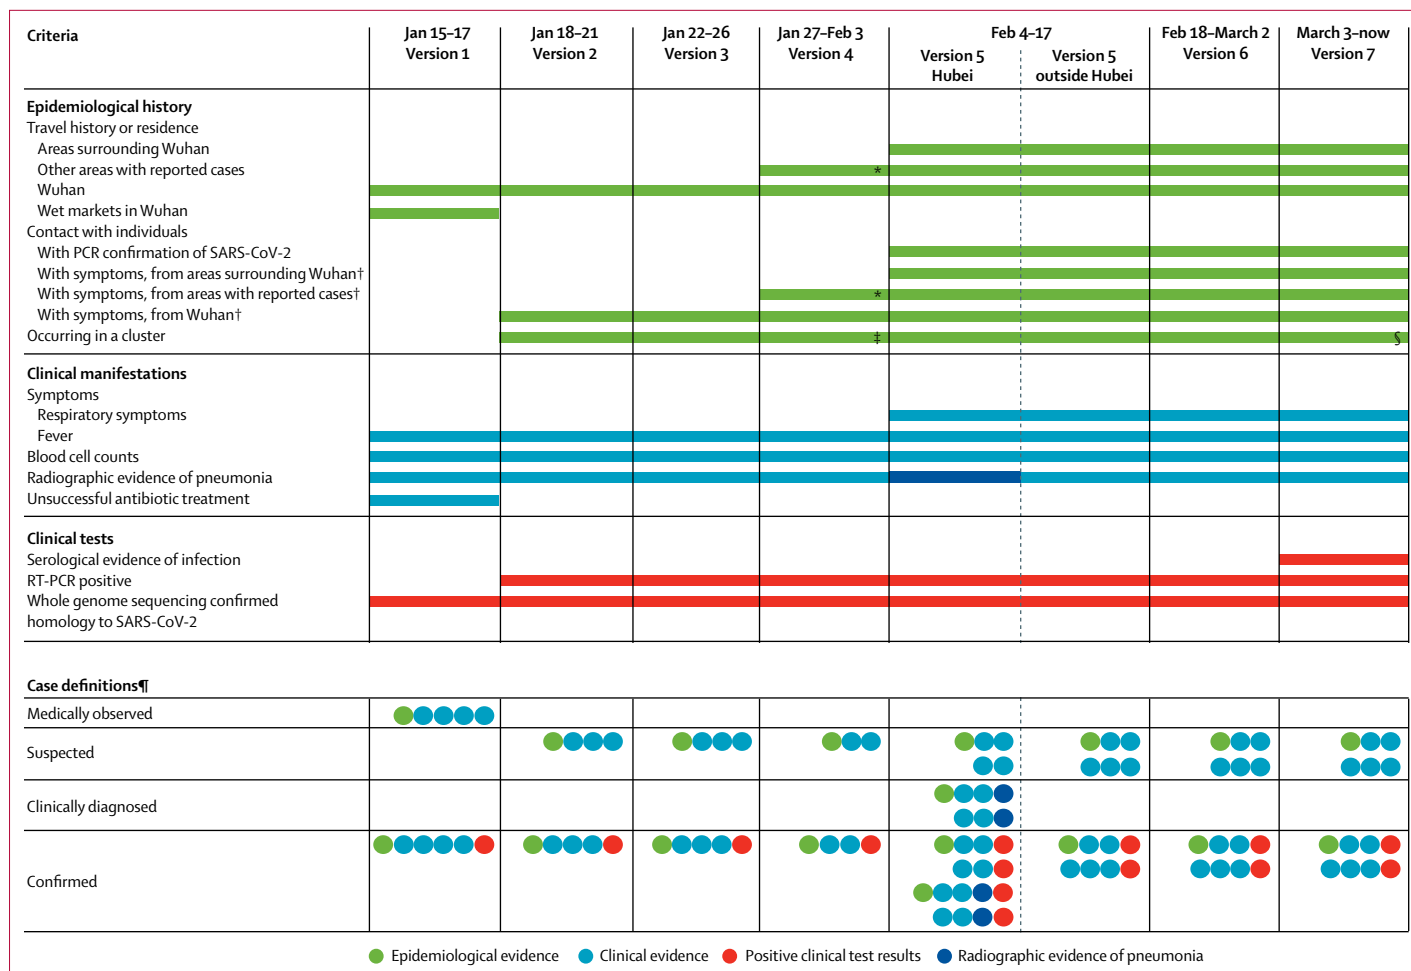 Criteria
Jan 15–17
Version 1
Jan 18–21
Version 2
Jan 22–26
Version 3
Jan 27–Feb 3
Version 4
Feb 4–17
Version 5
Hubei
Version 5
outside Hubei
Feb 18–March 2
Version 6
March 3–now
Version 7
Epidemiological history
Travel history or residence
Areas surrounding Wuhan
Other areas with reported cases
*
Wuhan
Wet markets in Wuhan
Contact with individuals
With PCR confirmation of SARS-CoV-2
With symptoms, from areas surrounding Wuhan†
With symptoms, from areas with reported cases†
*
With symptoms, from Wuhan†
Occurring in a cluster
‡
§
Clinical manifestations
Symptoms
Respiratory symptoms
Fever
Blood cell counts
Radiographic evidence of pneumonia
Unsuccessful antibiotic treatment
Clinical tests
Serological evidence of infection
RT-PCR positive
Whole genome sequencing confirmed
homology to SARS-CoV-2
Case definitions¶
Medically observed
Suspected
Clinically diagnosed
Confirmed
Epidemiological evidence
Clinical evidence
Positive clinical test results
Radiographic evidence of pneumonia